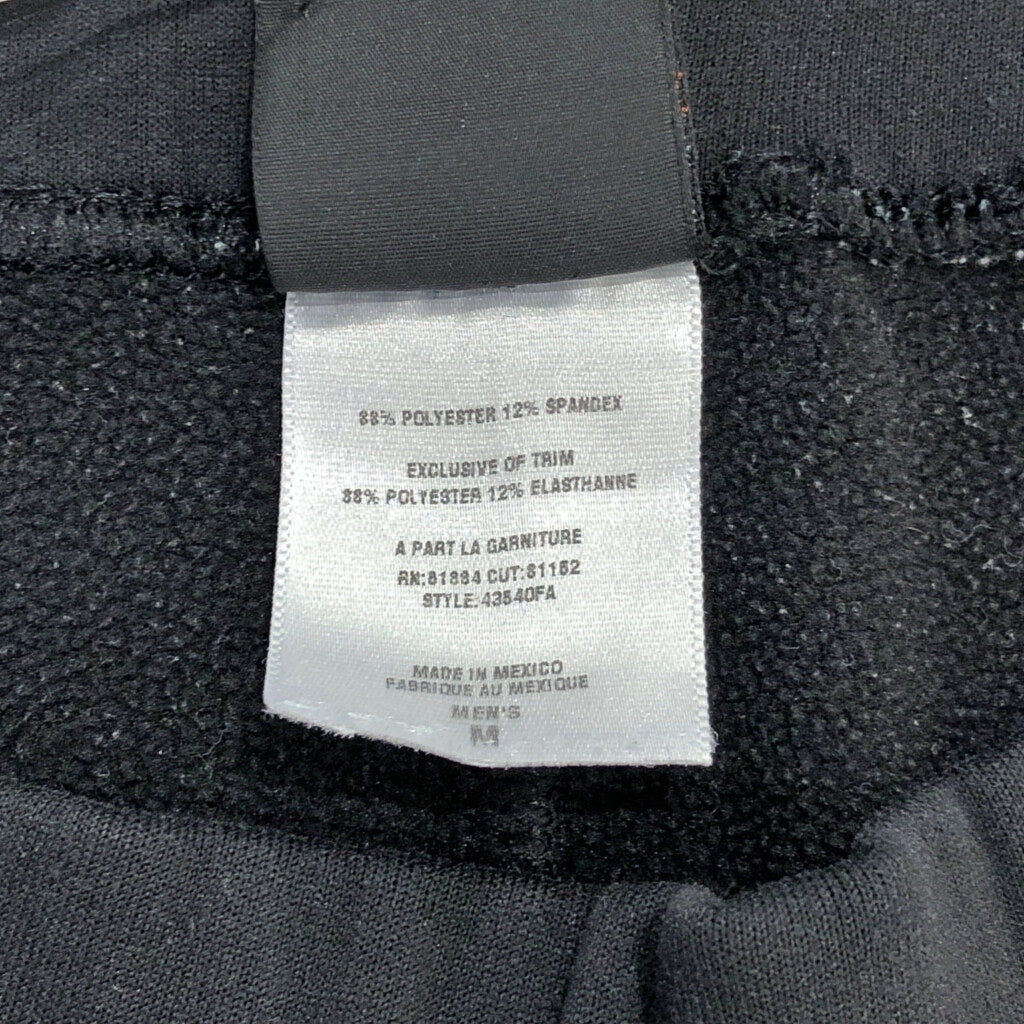 88% POLYESTER 12% SPANDEX
EXCLUSIVE OF TRIM
88% POLYESTER 12% ELASTHANNE
A PART LA GARNITURE
RN:81884 CUT:81152
STYLE:43540FA
MADE IN MEXICO
FABRIQUE AU MEXIQUE
MEN'S
M